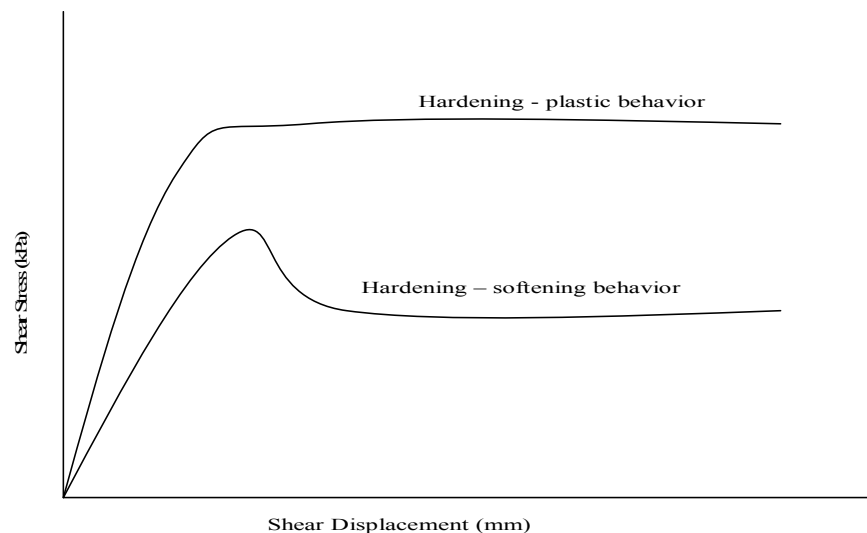 Hardening - plastic behavior
Hardening – softening behavior
Shear Stress (kPa)
Shear Displacement (mm)